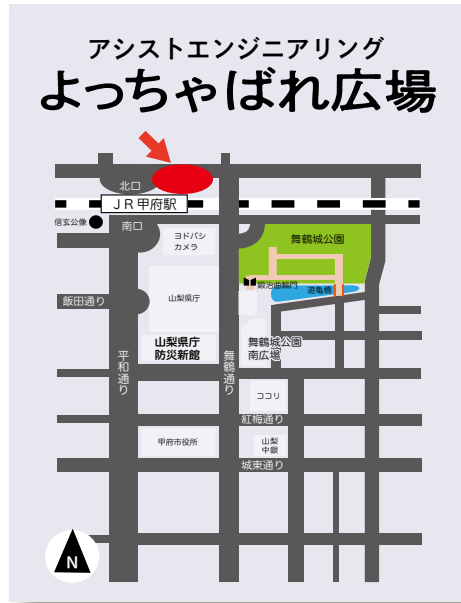 アシストエンジニアリング
よっちゃばれ広場
北口
JR甲府駅
信玄公像
南口
ヨドバシ
カメラ
舞鶴城公園
鍛冶曲輪門
遊亀橋
飯田通り
山梨県庁
山梨県庁
防災新館
舞鶴城公園
南広場
平和通り
舞鶴通り
ココリ
紅梅通り
甲府市役所
山梨
中銀
城東通り
N